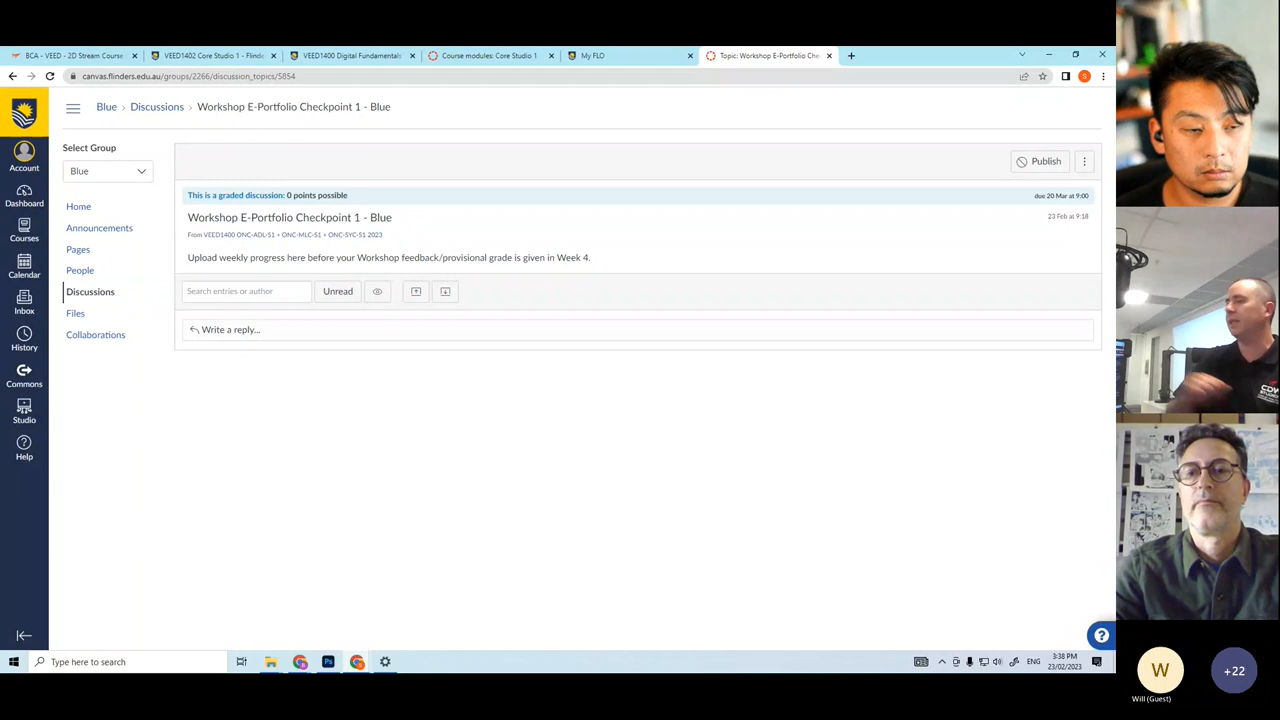 BCA - VEED - 2D Stream Course
VEED1402 Core Studio 1 - Flinde
VEED1400 Digital Fundamentals
Course modules: Core Studio 1
My FLO
Topic: Workshop E-Portfolio Che
canvas.flinders.edu.au/groups/2266/discussion_topics/5854
S
Blue › Discussions › Workshop E-Portfolio Checkpoint 1 - Blue
Account
Dashboard
Courses
Calendar
Inbox
History
Commons
Studio
Help
Select Group
Blue
Home
Announcements
Pages
People
Discussions
Files
Collaborations
Publish
This is a graded discussion: 0 points possible
due 20 Mar at 9:00
Workshop E-Portfolio Checkpoint 1 - Blue
23 Feb at 9:18
From VEED1400 ONC-ADL-S1 + ONC-MLC-S1 + ONC-SYC-S1 2023
Upload weekly progress here before your Workshop feedback/provisional grade is given in Week 4.
Search entries or author
Unread
Write a reply...
?
Type here to search
Ps
ENG
3:38 PM
23/02/2023
CDW
W
+22
Will (Guest)